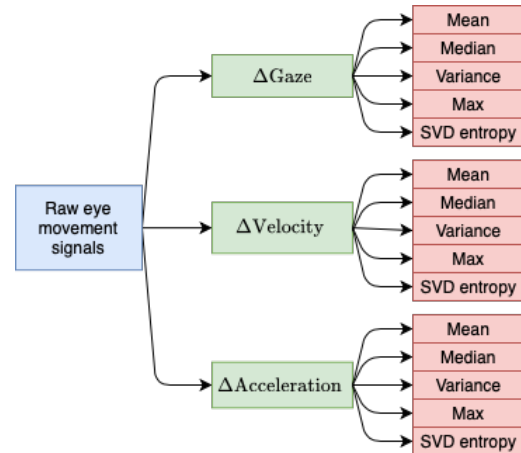 Raw eye
movement
signals
ΔGaze
Mean
Median
Variance
Max
SVD entropy
ΔVelocity
Mean
Median
Variance
Max
SVD entropy
ΔAcceleration
Mean
Median
Variance
Max
SVD entropy